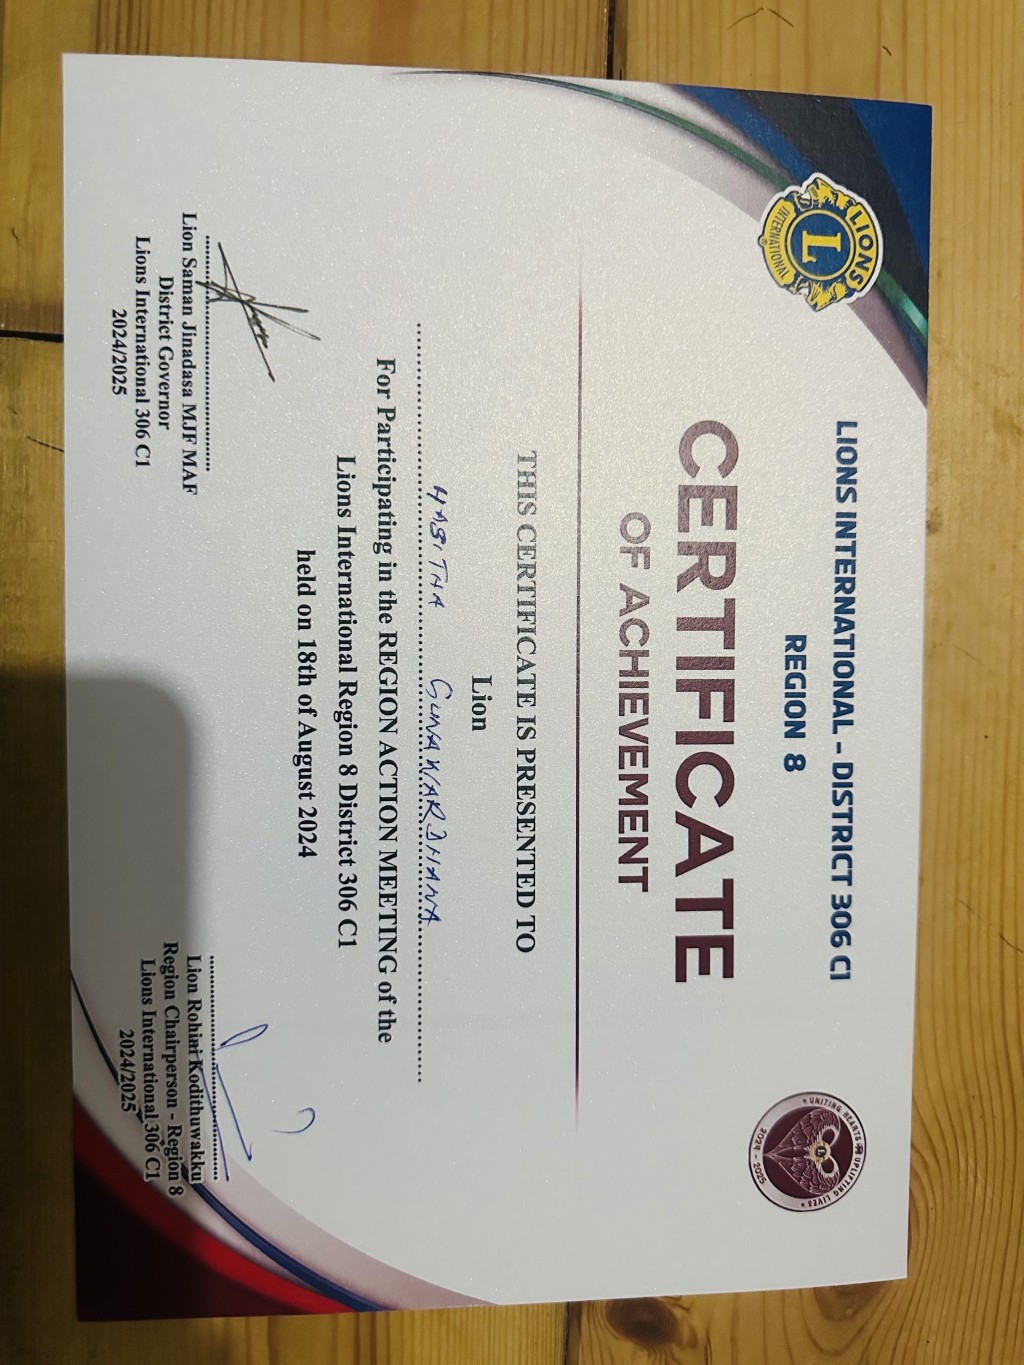 LIONS INTERNATIONAL – DISTRICT 306 C1
REGION 8
LIONS
L
INTERNATIONAL
®
UNITING HEARTS UPLIFTING LIVES
2024 - 2025
CERTIFICATE
OF ACHIEVEMENT
THIS CERTIFICATE IS PRESENTED TO
Lion
HASITHA GUNAWARDHANA
For Participating in the REGION ACTION MEETING of the
Lions International Region 8 District 306 C1
held on 18th of August 2024
Lion Saman Jinadasa MJF MAF
District Governor
Lions International 306 C1
2024/2025
Lion Rohini Kodithuwakku
Region Chairperson - Region 8
Lions International 306 C1
2024/2025